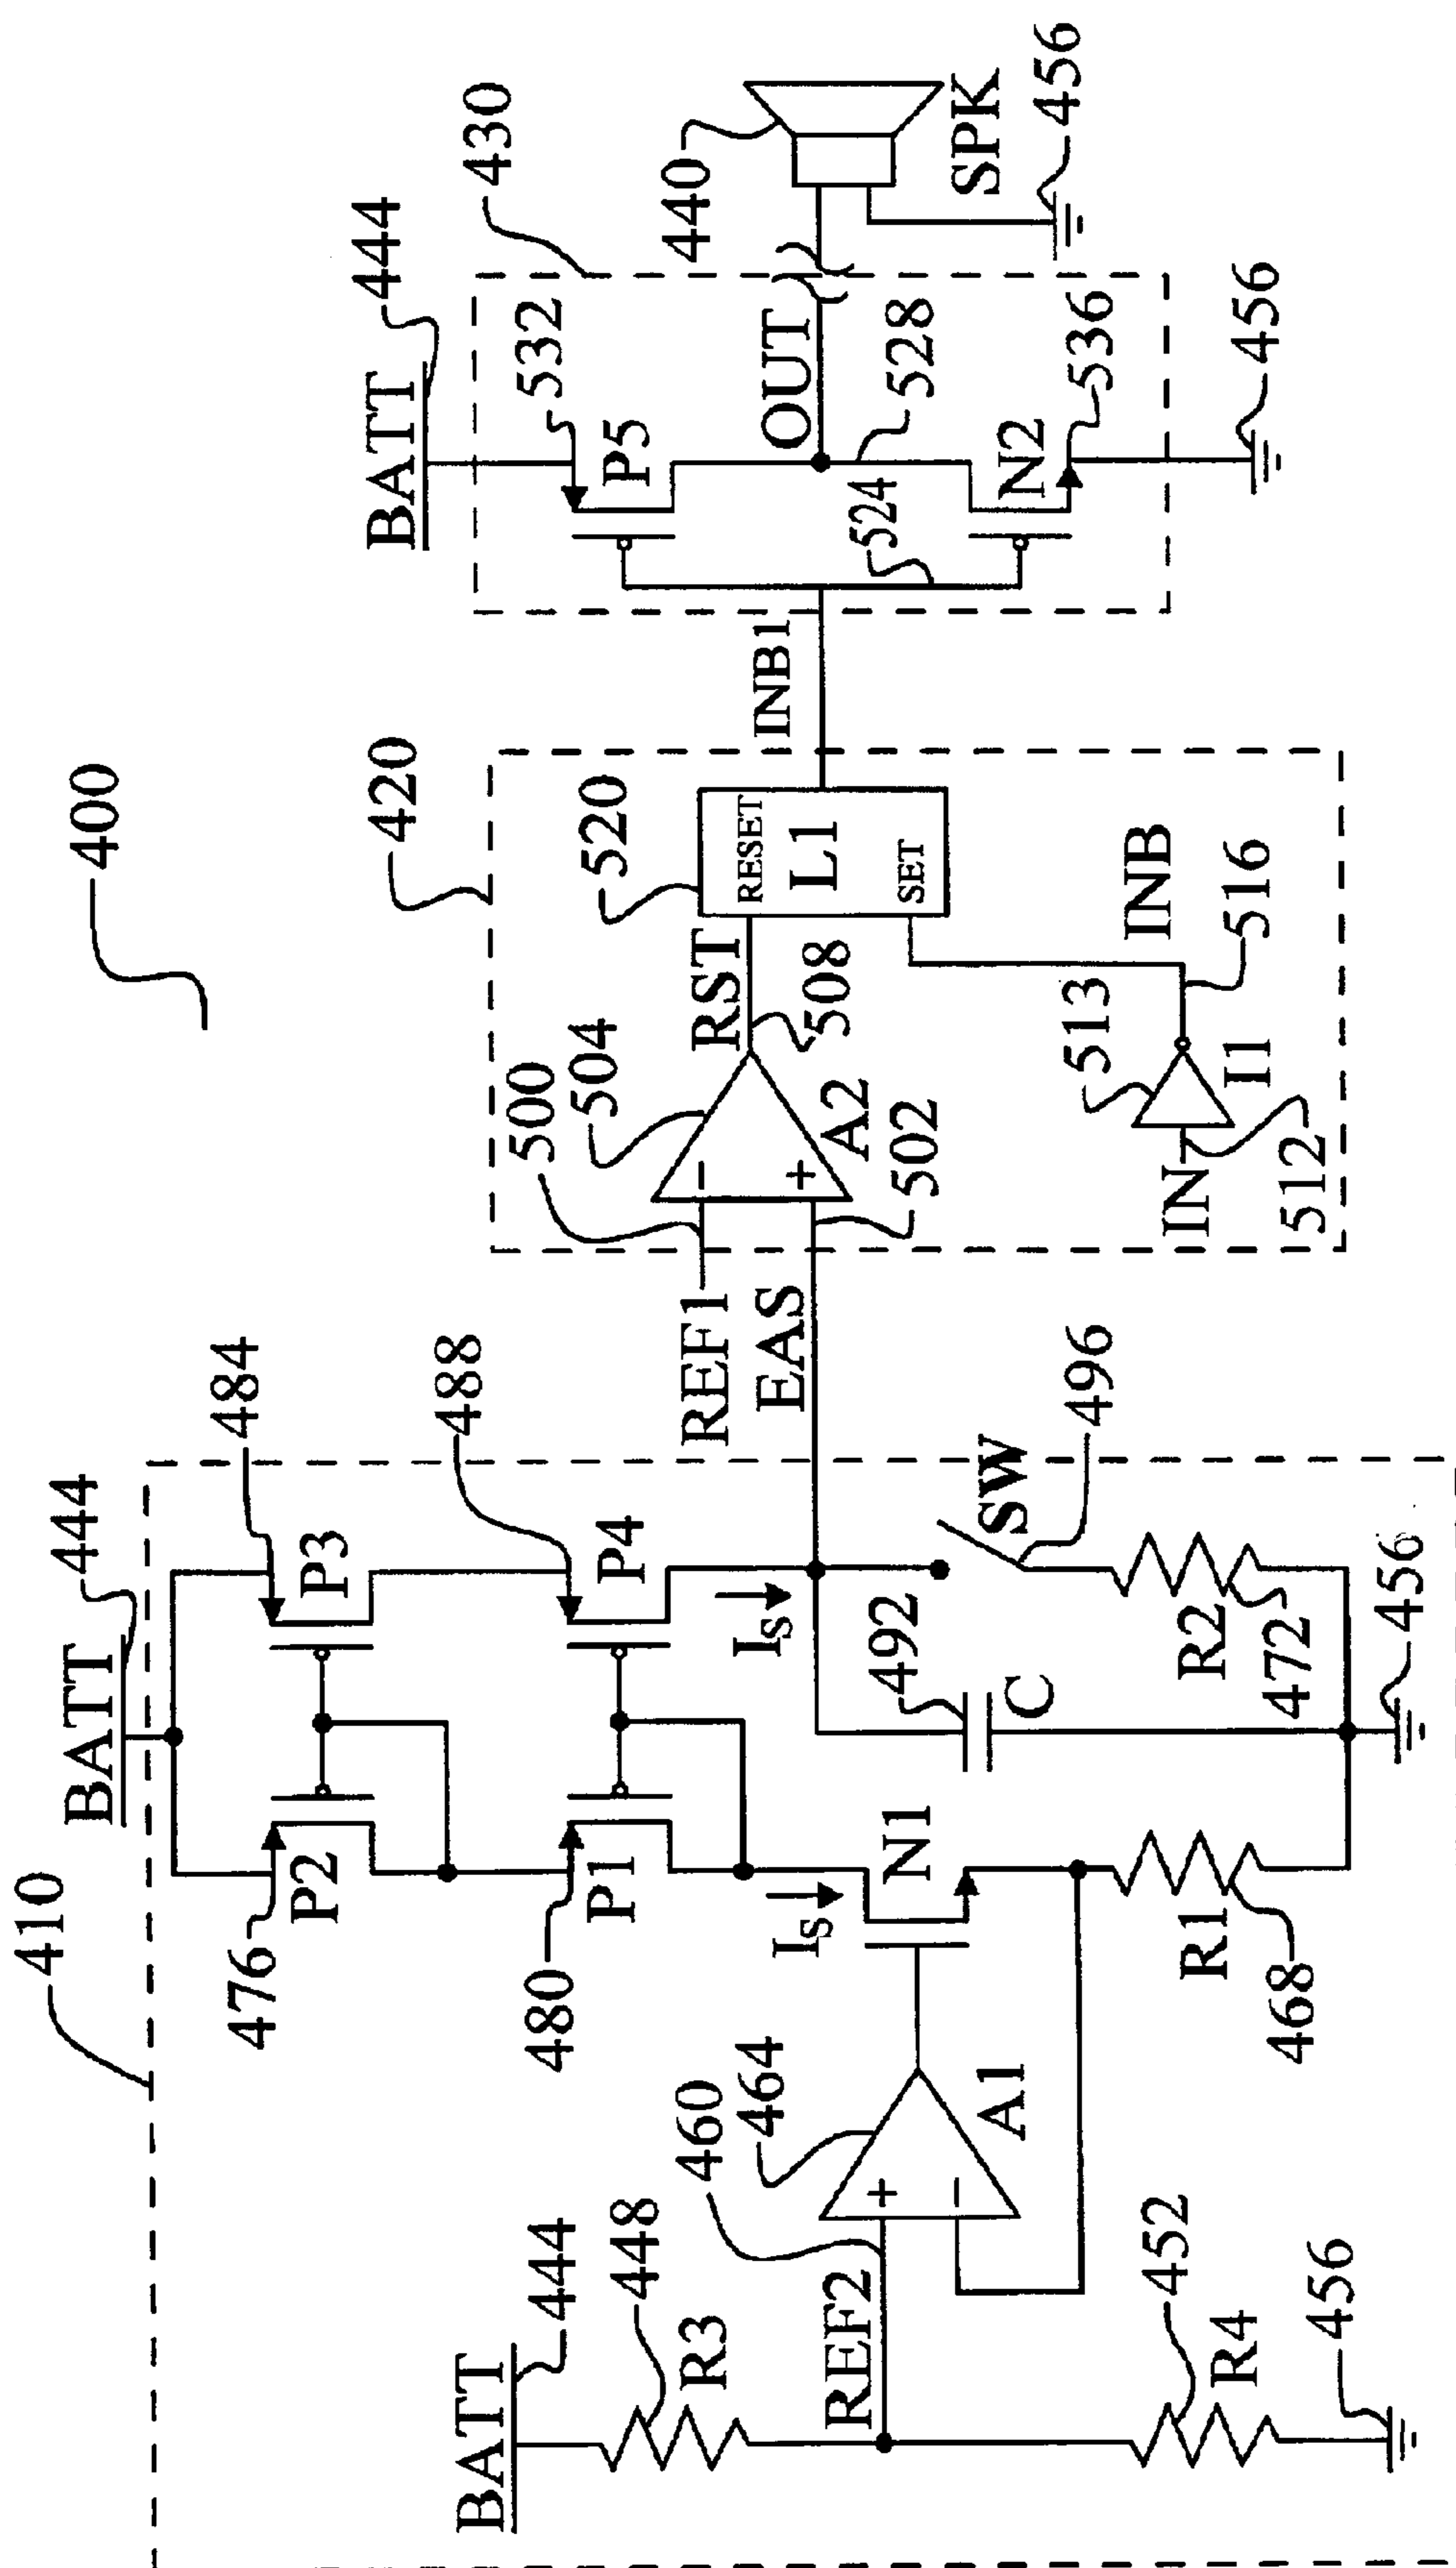 400
410
BATT
444
476
P2
P3
484
480
P1
P4
488
I_S
I_S
BATT
444
448
R3
REF2
460
464
+
−
A1
N1
452
R4
456
R1
468
492
C
SW
496
R2
472
456
420
REF1
EAS
500
504
−
+
A2
502
RST
508
520
RESET
L1
SET
IN
512
513
I1
INB
516
INB1
430
BATT
444
532
P5
OUT
524
528
N2
536
456
440
SPK
456